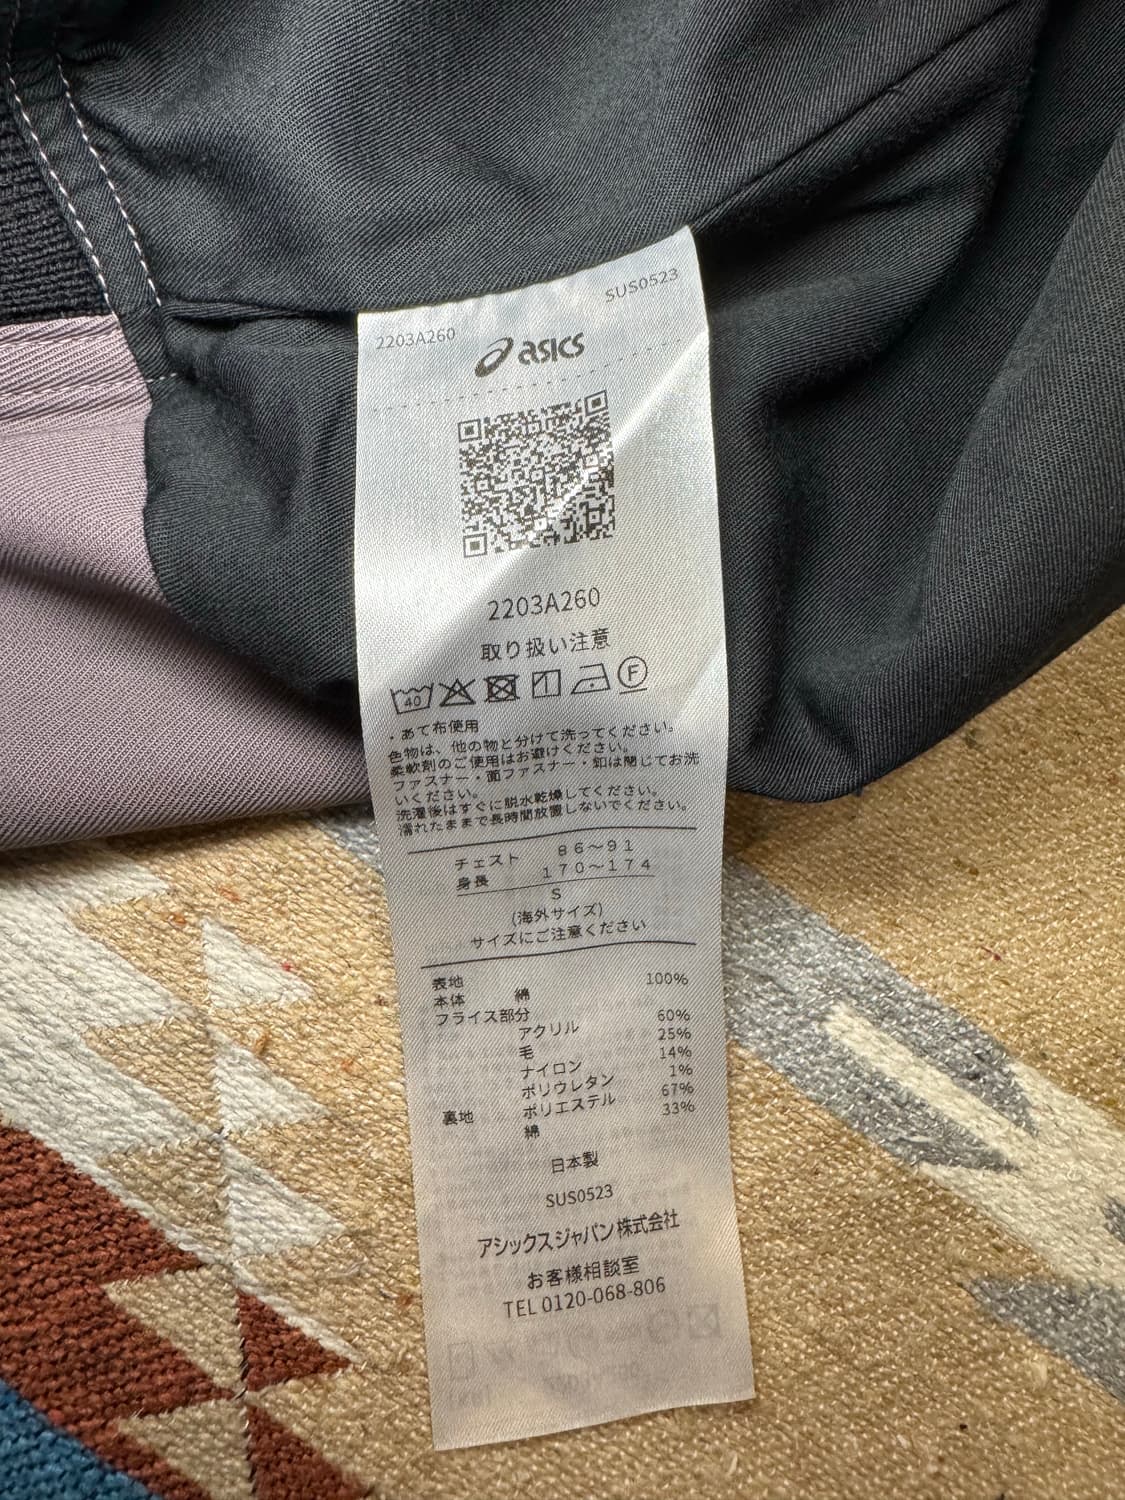 2203A260
SUS0523
asics
2203A260
取り扱い注意
40
F
・あて布使用
色物は、他の物と分けて洗ってください。
柔軟剤のご使用はお避けください。
ファスナー・面ファスナー・釦は閉じてお洗
いください。
洗濯後はすぐに脱水乾燥してください。
濡れたままで長時間放置しないでください。
チェスト 86〜91
身長 170〜174
S
(海外サイズ)
サイズにご注意ください
表地
本体 綿 100%
フライス部分
アクリル 60%
毛 25%
ナイロン 14%
ポリウレタン 1%
裏地 ポリエステル 67%
綿 33%
日本製
SUS0523
アシックスジャパン株式会社
お客様相談室
TEL 0120-068-806